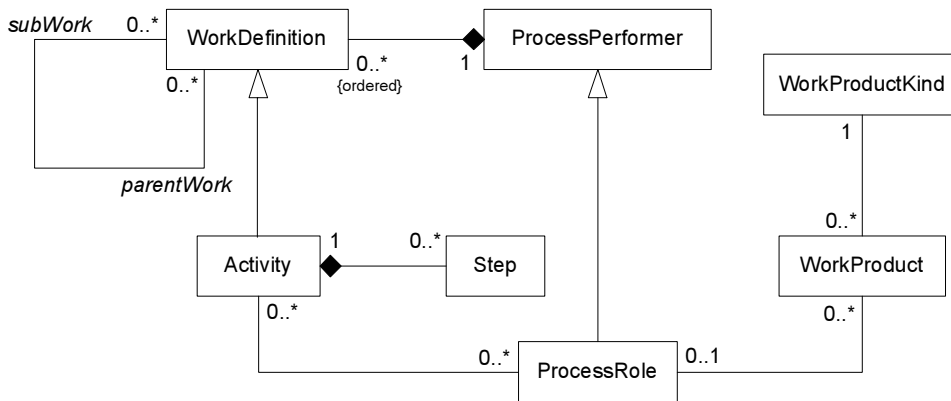 subWork
0..*
WorkDefinition
0..*
0..*
{ordered}
1
ProcessPerformer
WorkProductKind
1
parentWork
0..*
Activity
1
0..*
Step
WorkProduct
0..*
0..*
0..*
ProcessRole
0..1